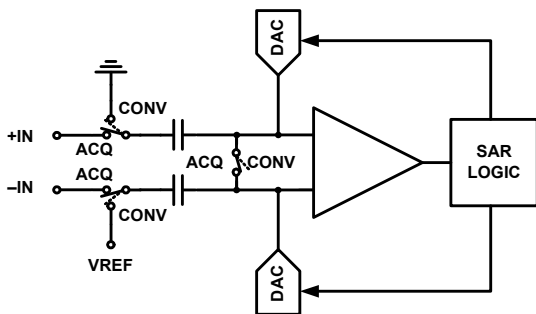 DAC
CONV
+IN
ACQ
ACQ
ACQ CONV
SAR
LOGIC
–IN
CONV
VREF
DAC